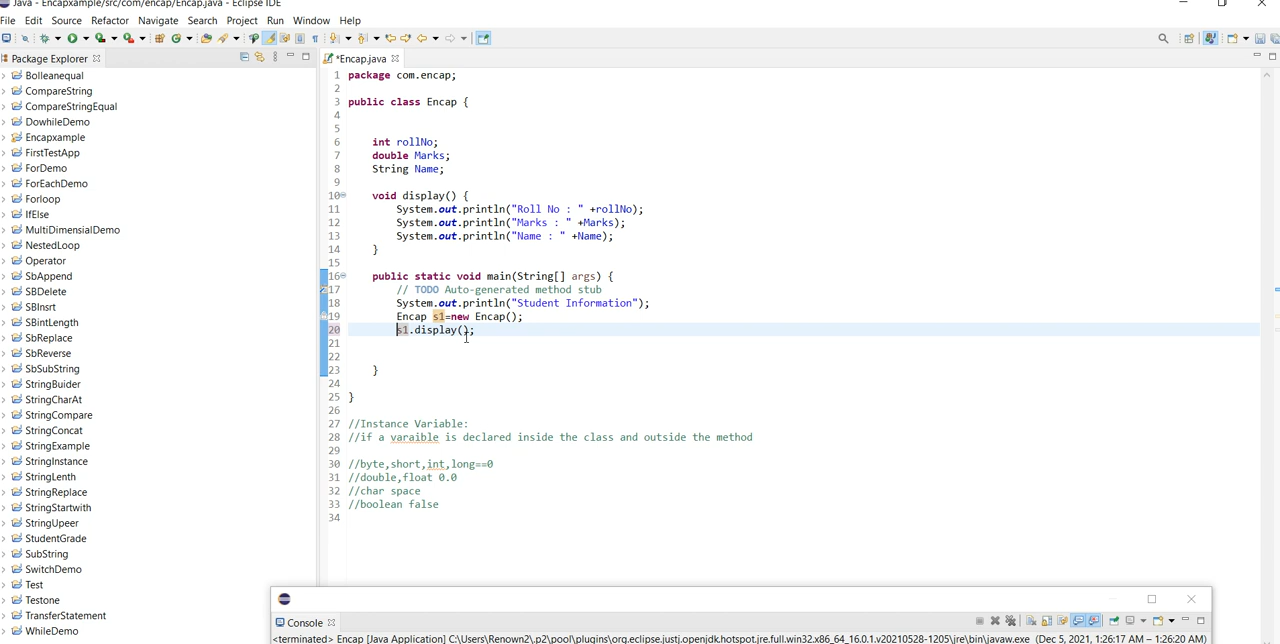 Java - Encapxample/src/com/encap/Encap.java - Eclipse IDE
File Edit Source Refactor Navigate Search Project Run Window Help
Package Explorer
Bolleanequal
CompareString
CompareStringEqual
DowhileDemo
Encapxample
FirstTestApp
ForDemo
ForEachDemo
Forloop
IfElse
MultiDimensialDemo
NestedLoop
Operator
SbAppend
SBDelete
SBInsrt
SBintLength
SbReplace
SbReverse
SbSubString
StringBuider
StringCharAt
StringCompare
StringConcat
StringExample
StringInstance
StringLenth
StringReplace
StringStartwith
StringUpeer
StudentGrade
SubString
SwitchDemo
Test
Testone
TransferStatement
WhileDemo
*Encap.java
1 package com.encap;
2
3 public class Encap {
4
5
6 int rollNo;
7 double Marks;
8 String Name;
9
10 void display() {
11 System.out.println("Roll No : " +rollNo);
12 System.out.println("Marks : " +Marks);
13 System.out.println("Name : " +Name);
14 }
15
16 public static void main(String[] args) {
17 // TODO Auto-generated method stub
18 System.out.println("Student Information");
19 Encap s1=new Encap();
20 s1.display();
21
22
23 }
24
25 }
26
27 //Instance Variable:
28 //if a varaible is declared inside the class and outside the method
29
30 //byte,short,int,long==0
31 //double,float 0.0
32 //char space
33 //boolean false
34
Console
<terminated> Encap [Java Application] C:\Users\Renown2\.p2\pool\plugins\org.eclipse.justj.openjdk.hotspot.jre.full.win32.x86_64_16.0.1.v20210528-1205\jre\bin\javaw.exe (Dec 5, 2021, 1:26:17 AM – 1:26:20 AM)